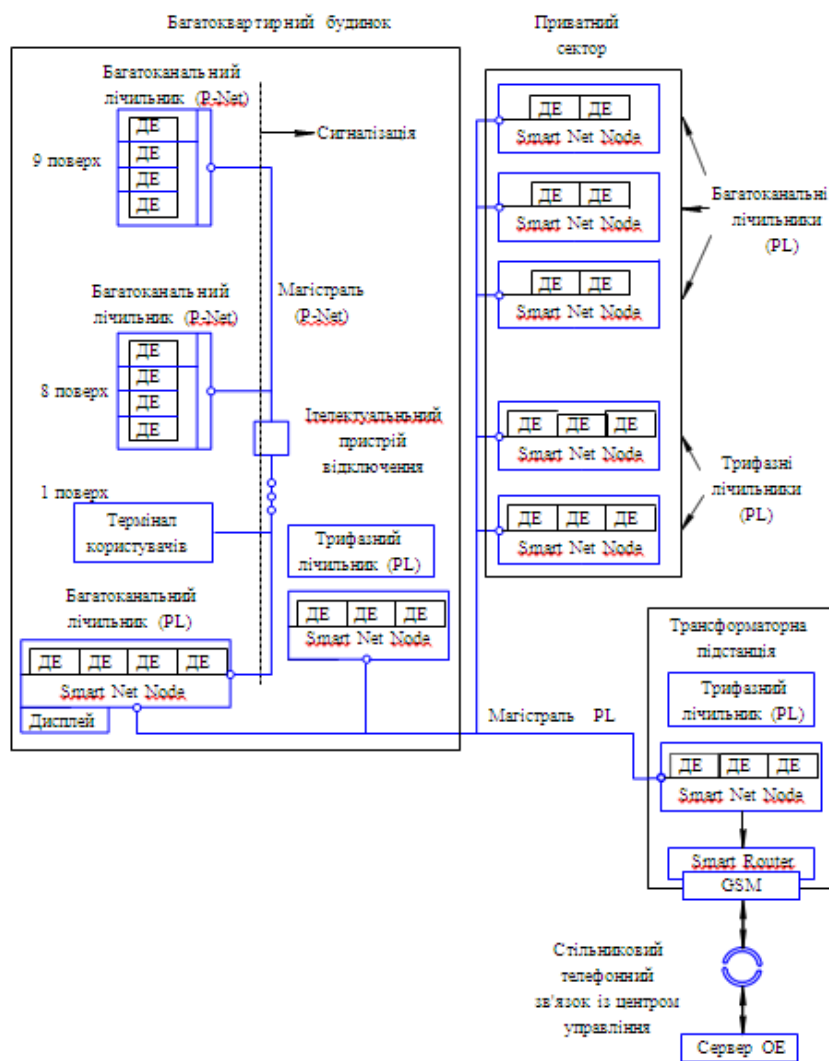 Багатоквартирний будинок
Багатоканальний
лічильник (P-Net)
ДЕ
ДЕ
ДЕ
ДЕ
9 поверх
Сигналізація
Багатоканальний
лічильник (P-Net)
ДЕ
ДЕ
ДЕ
ДЕ
8 поверх
Магістраль
(P-Net)
Ітелектуальньний
пристрій
відключення
1 поверх
Термінал
користувачів
Трифазний
лічильник (PL)
ДЕ ДЕ ДЕ
Smart Net Node
Багатоканальний
лічильник (PL)
ДЕ ДЕ ДЕ ДЕ
Smart Net Node
Дисплей
Приватний
сектор
ДЕ ДЕ
Smart Net Node
ДЕ ДЕ
Smart Net Node
ДЕ ДЕ
Smart Net Node
Багатоканальні
лічильники
(PL)
ДЕ ДЕ ДЕ
Smart Net Node
ДЕ ДЕ ДЕ
Smart Net Node
Трифазні
лічильники
(PL)
Магістраль PL
Трансформаторна
підстанція
Трифазний
лічильник (PL)
ДЕ ДЕ ДЕ
Smart Net Node
Smart Router
GSM
Стільниковий
телефонний
зв'язок із центром
управління
Сервер ОЕ